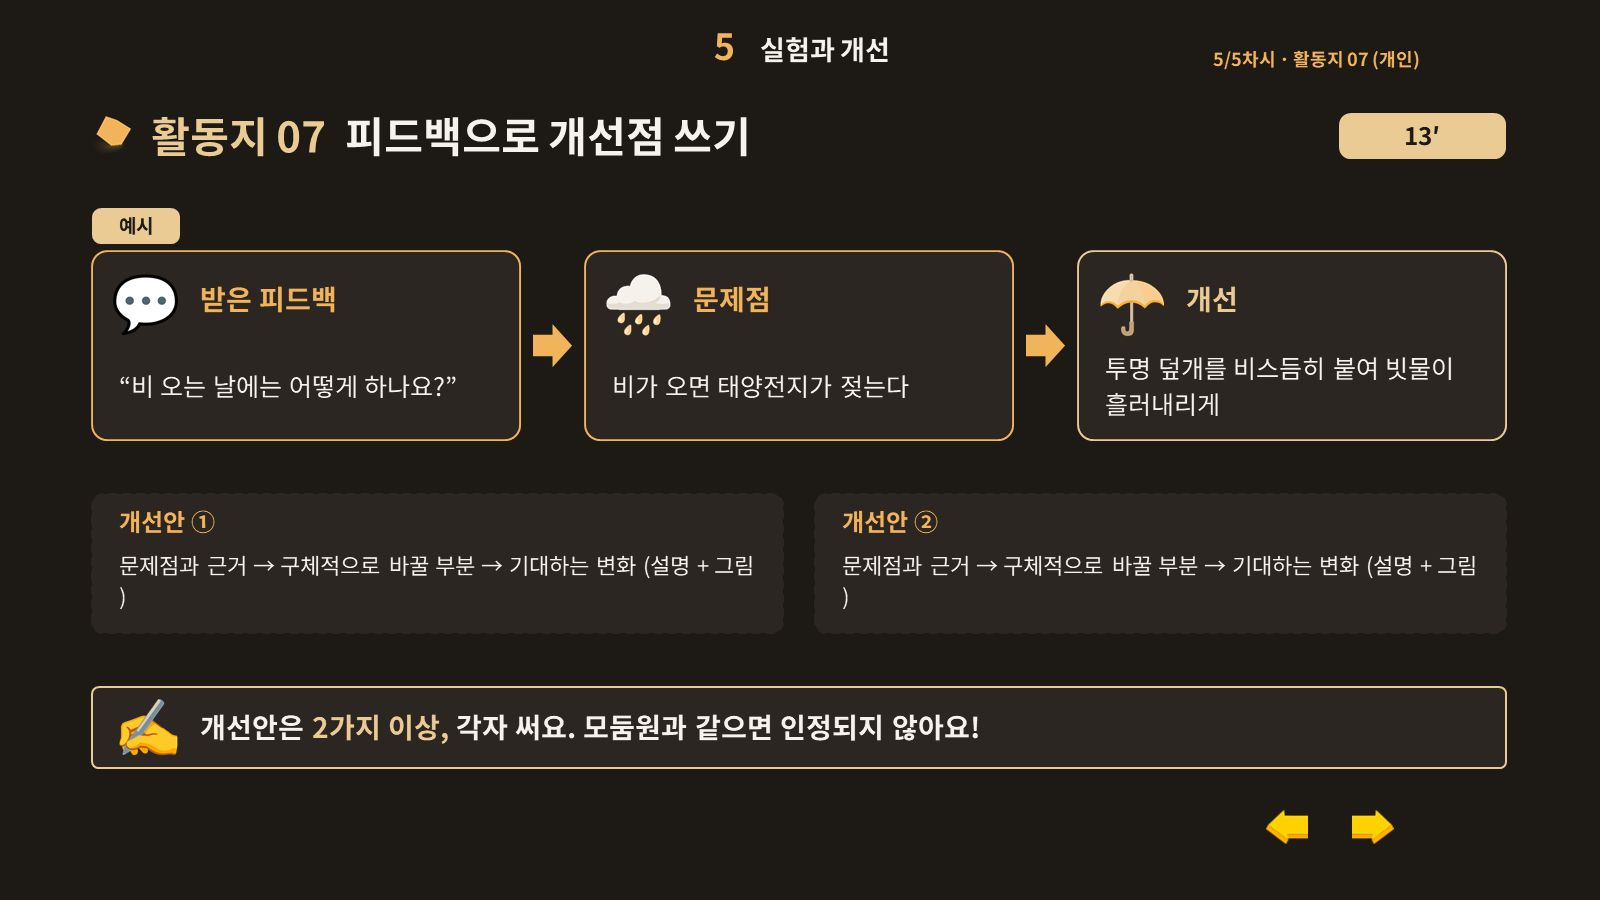 5 실험과 개선
5/5차시 · 활동지 07 (개인)
활동지 07 피드백으로 개선점 쓰기
13′
예시
받은 피드백
“비 오는 날에는 어떻게 하나요?”
문제점
비가 오면 태양전지가 젖는다
개선
투명 덮개를 비스듬히 붙여 빗물이
흘러내리게
개선안 ①
문제점과 근거 → 구체적으로 바꿀 부분 → 기대하는 변화 (설명 + 그림
)
개선안 ②
문제점과 근거 → 구체적으로 바꿀 부분 → 기대하는 변화 (설명 + 그림
)
개선안은 2가지 이상, 각자 써요. 모둠원과 같으면 인정되지 않아요!